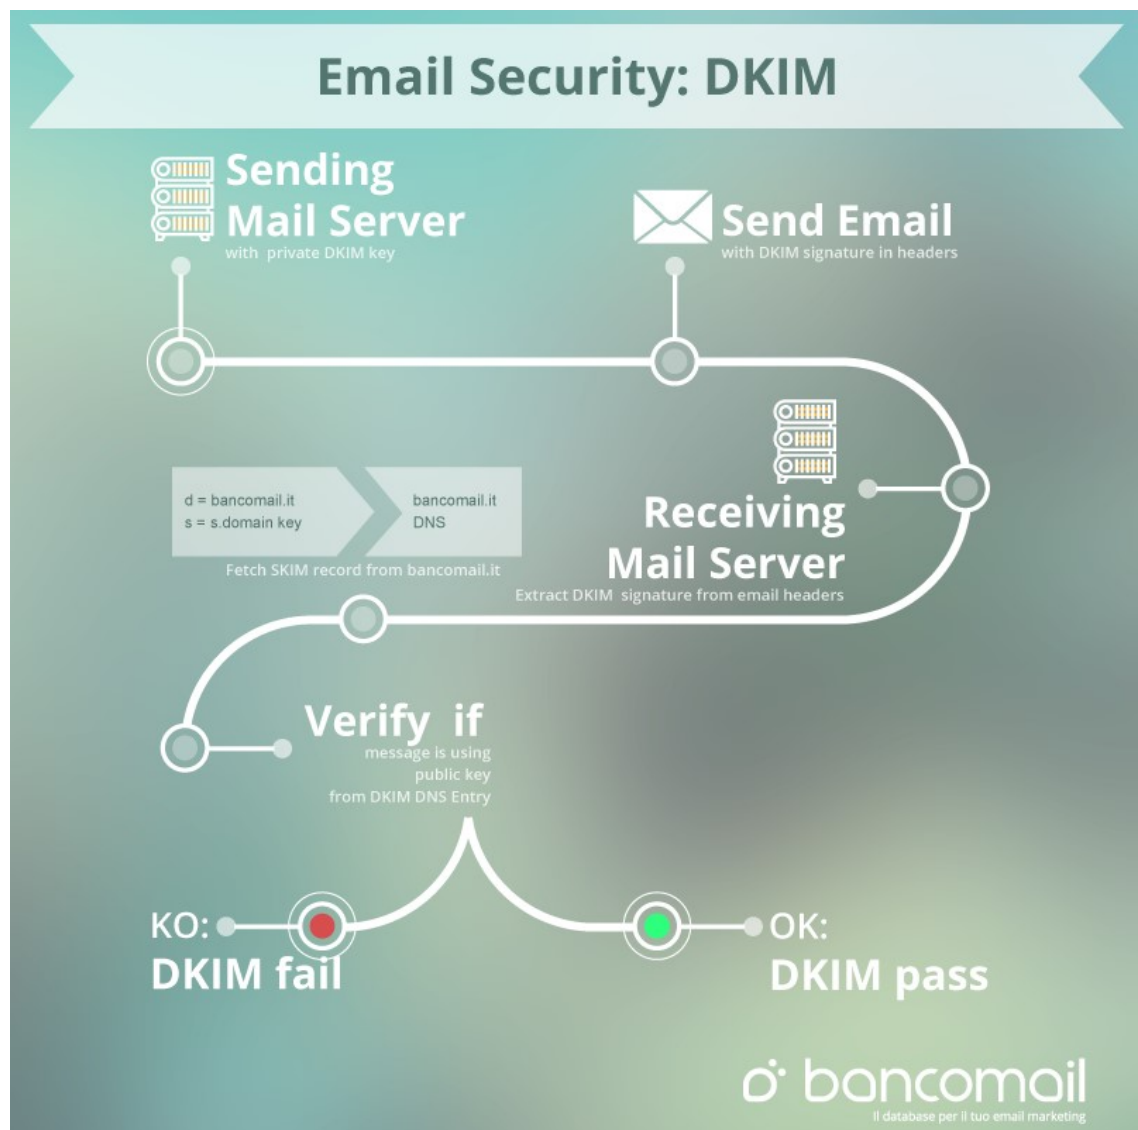 Email Security: DKIM
Sending
Mail Server
with private DKIM key
Send Email
with DKIM signature in headers
Receiving
Mail Server
Extract DKIM signature from email headers
d = bancomail.it
s = s.domain key
bancomail.it
DNS
Fetch SKIM record from bancomail.it
Verify if
message is using
public key
from DKIM DNS Entry
KO:
DKIM fail
OK:
DKIM pass
bancomail
Il database per il tuo email marketing